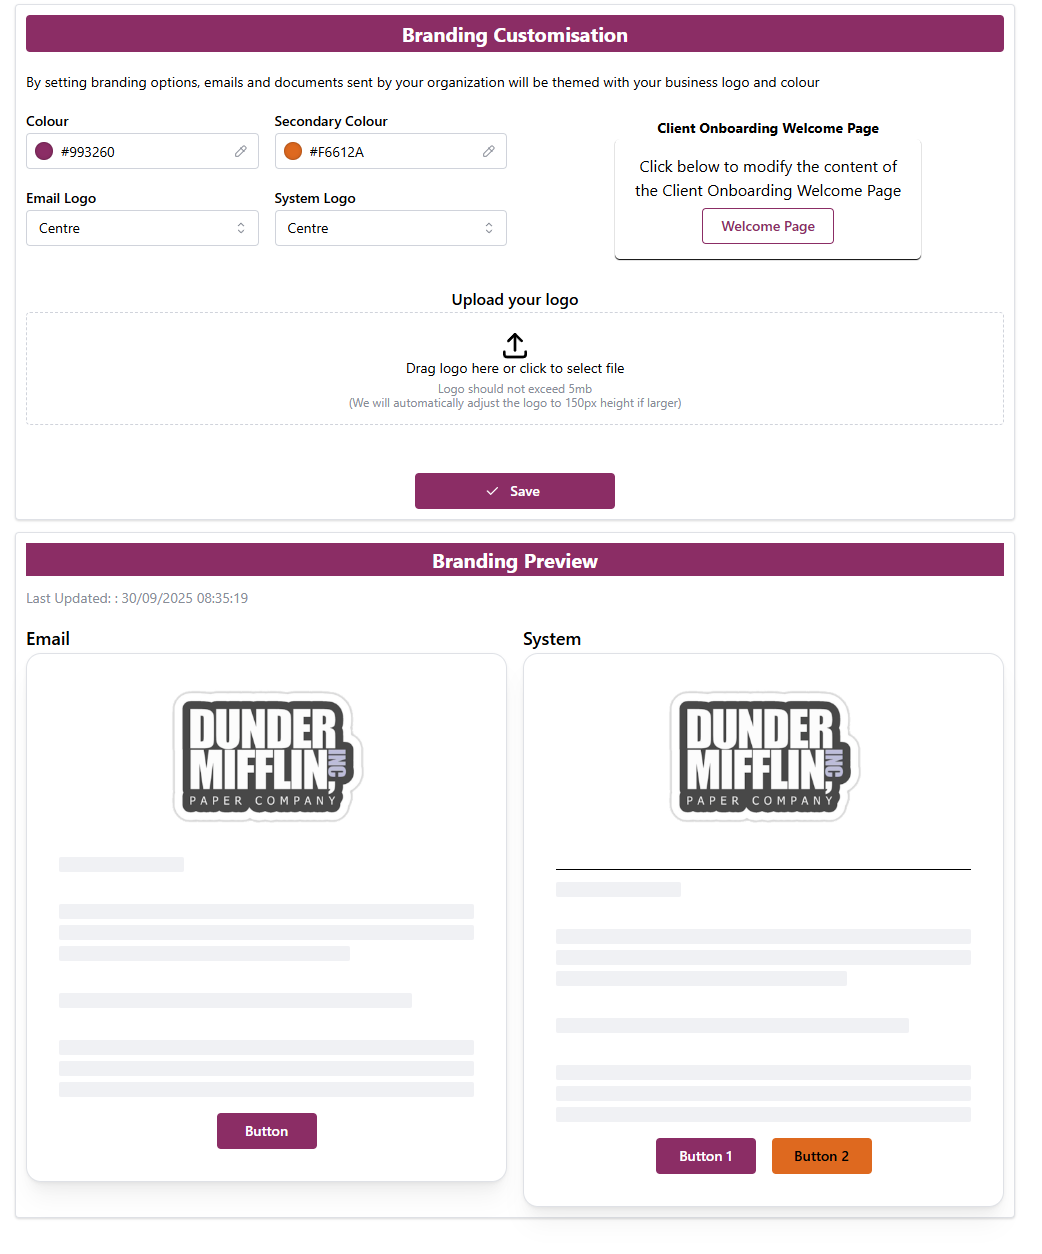 Branding Customisation
By setting branding options, emails and documents sent by your organization will be themed with your business logo and colour
Colour
#993260
Secondary Colour
#F6612A
Email Logo
Centre
System Logo
Centre
Client Onboarding Welcome Page
Click below to modify the content of
the Client Onboarding Welcome Page
Welcome Page
Upload your logo
Drag logo here or click to select file
Logo should not exceed 5mb
(We will automatically adjust the logo to 150px height if larger)
Save
Branding Preview
Last Updated: : 30/09/2025 08:35:19
Email
DUNDER
MIFFLIN, INC
PAPER COMPANY
Button
System
DUNDER
MIFFLIN, INC
PAPER COMPANY
Button 1
Button 2